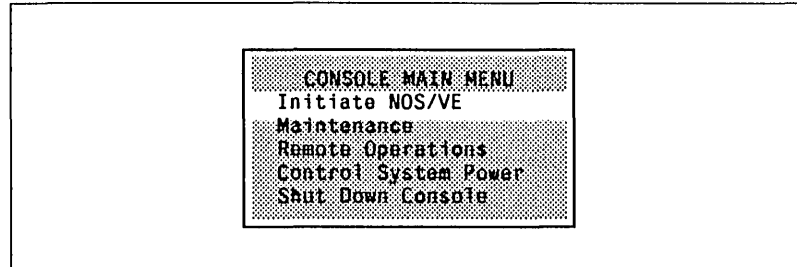 CONSOLE MAIN MENU
Initiate NOS/VE
Maintenance
Remote Operations
Control System Power
Shut Down Console